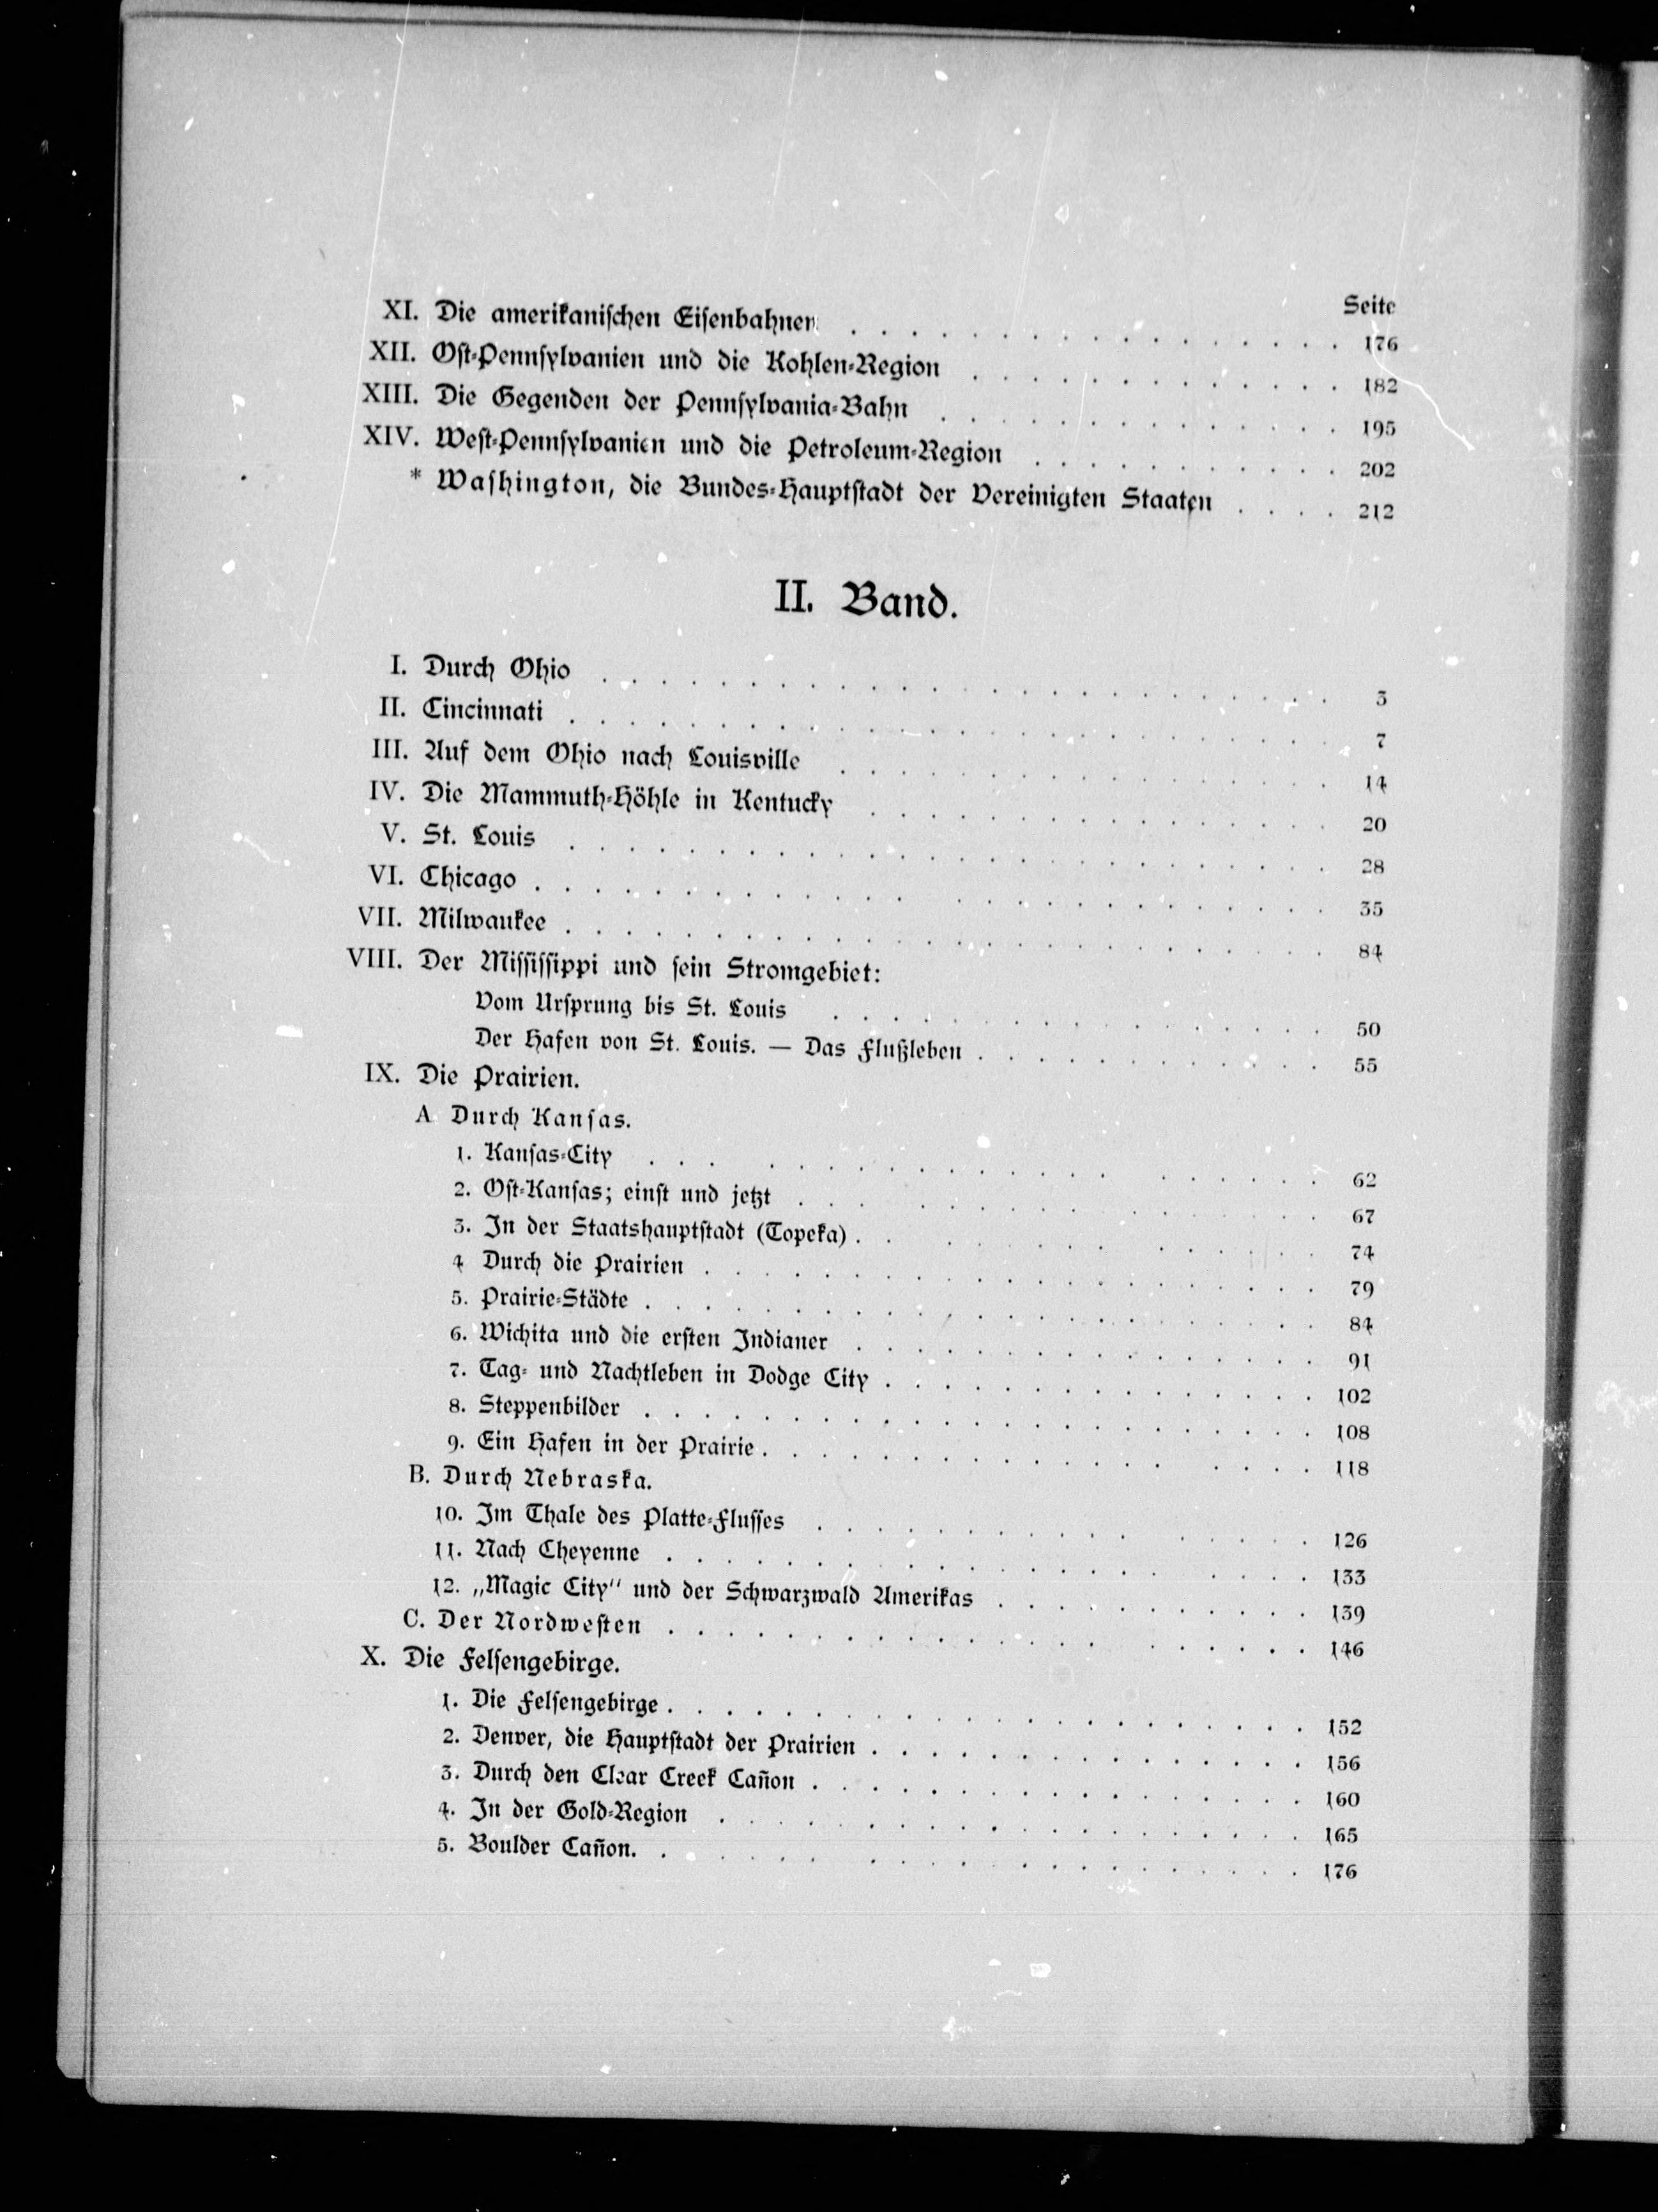 Seite
XI. Die amerikanischen Eisenbahnen . . . . . . . . . . . . . . . . . 176
XII. Ost-Pennsylvanien und die Kohlen-Region . . . . . . . . . . . . . 182
XIII. Die Gegenden der Pennsylvania-Bahn . . . . . . . . . . . . . . 195
XIV. West-Pennsylvanien und die Petroleum-Region . . . . . . . . . . . 202
* Washington, die Bundes-Hauptstadt der Vereinigten Staaten . . . . 212
II. Band.
I. Durch Ohio . . . . . . . . . . . . . . . . . . . . . . . . . 3
II. Cincinnati . . . . . . . . . . . . . . . . . . . . . . . . . . 7
III. Auf dem Ohio nach Louisville . . . . . . . . . . . . . . . . . 14
IV. Die Mammuth-Höhle in Kentucky . . . . . . . . . . . . . . . . 20
V. St. Louis . . . . . . . . . . . . . . . . . . . . . . . . . . 28
VI. Chicago . . . . . . . . . . . . . . . . . . . . . . . . . . . 35
VII. Milwaukee . . . . . . . . . . . . . . . . . . . . . . . . . . 84
VIII. Der Mississippi und sein Stromgebiet:
Vom Ursprung bis St. Louis . . . . . . . . . . . . . . . . . 50
Der Hafen von St. Louis. — Das Flußleben . . . . . . . . . . . . 55
IX. Die Prairien.
A Durch Kansas.
1. Kansas-City . . . . . . . . . . . . . . . . . . . . . . 62
2. Ost-Kansas; einst und jetzt . . . . . . . . . . . . . . . . . 67
3. In der Staatshauptstadt (Topeka) . . . . . . . . . . . . . . 74
4 Durch die Prairien . . . . . . . . . . . . . . . . . . . . . 79
5. Prairie-Städte . . . . . . . . . . . . . . . . . . . . . . . 84
6. Wichita und die ersten Indianer . . . . . . . . . . . . . . . . 91
7. Tag- und Nachtleben in Dodge City . . . . . . . . . . . . . . . 102
8. Steppenbilder . . . . . . . . . . . . . . . . . . . . . . . 108
9. Ein Hafen in der Prairie . . . . . . . . . . . . . . . . . . 118
B. Durch Nebraska.
10. Im Thale des Platte-Flusses . . . . . . . . . . . . . . . . 126
11. Nach Cheyenne . . . . . . . . . . . . . . . . . . . . . . 133
12. „Magic City“ und der Schwarzwald Amerikas . . . . . . . . . . . 139
C. Der Nordwesten . . . . . . . . . . . . . . . . . . . . . 146
X. Die Felsengebirge.
1. Die Felsengebirge . . . . . . . . . . . . . . . . . . . . . . 152
2. Denver, die Hauptstadt der Prairien . . . . . . . . . . . . . . . 156
3. Durch den Clear Creek Cañon . . . . . . . . . . . . . . . . . 160
4. In der Gold-Region . . . . . . . . . . . . . . . . . . . . 165
5. Boulder Cañon. . . . . . . . . . . . . . . . . . . . . 176